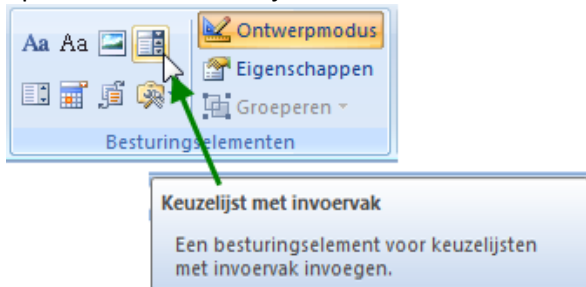 Aa Aa
Ontwerpmodus
Eigenschappen
Groeperen
Besturingselementen
Keuzelijst met invoervak
Een besturingselement voor keuzelijsten
met invoervak invoegen.